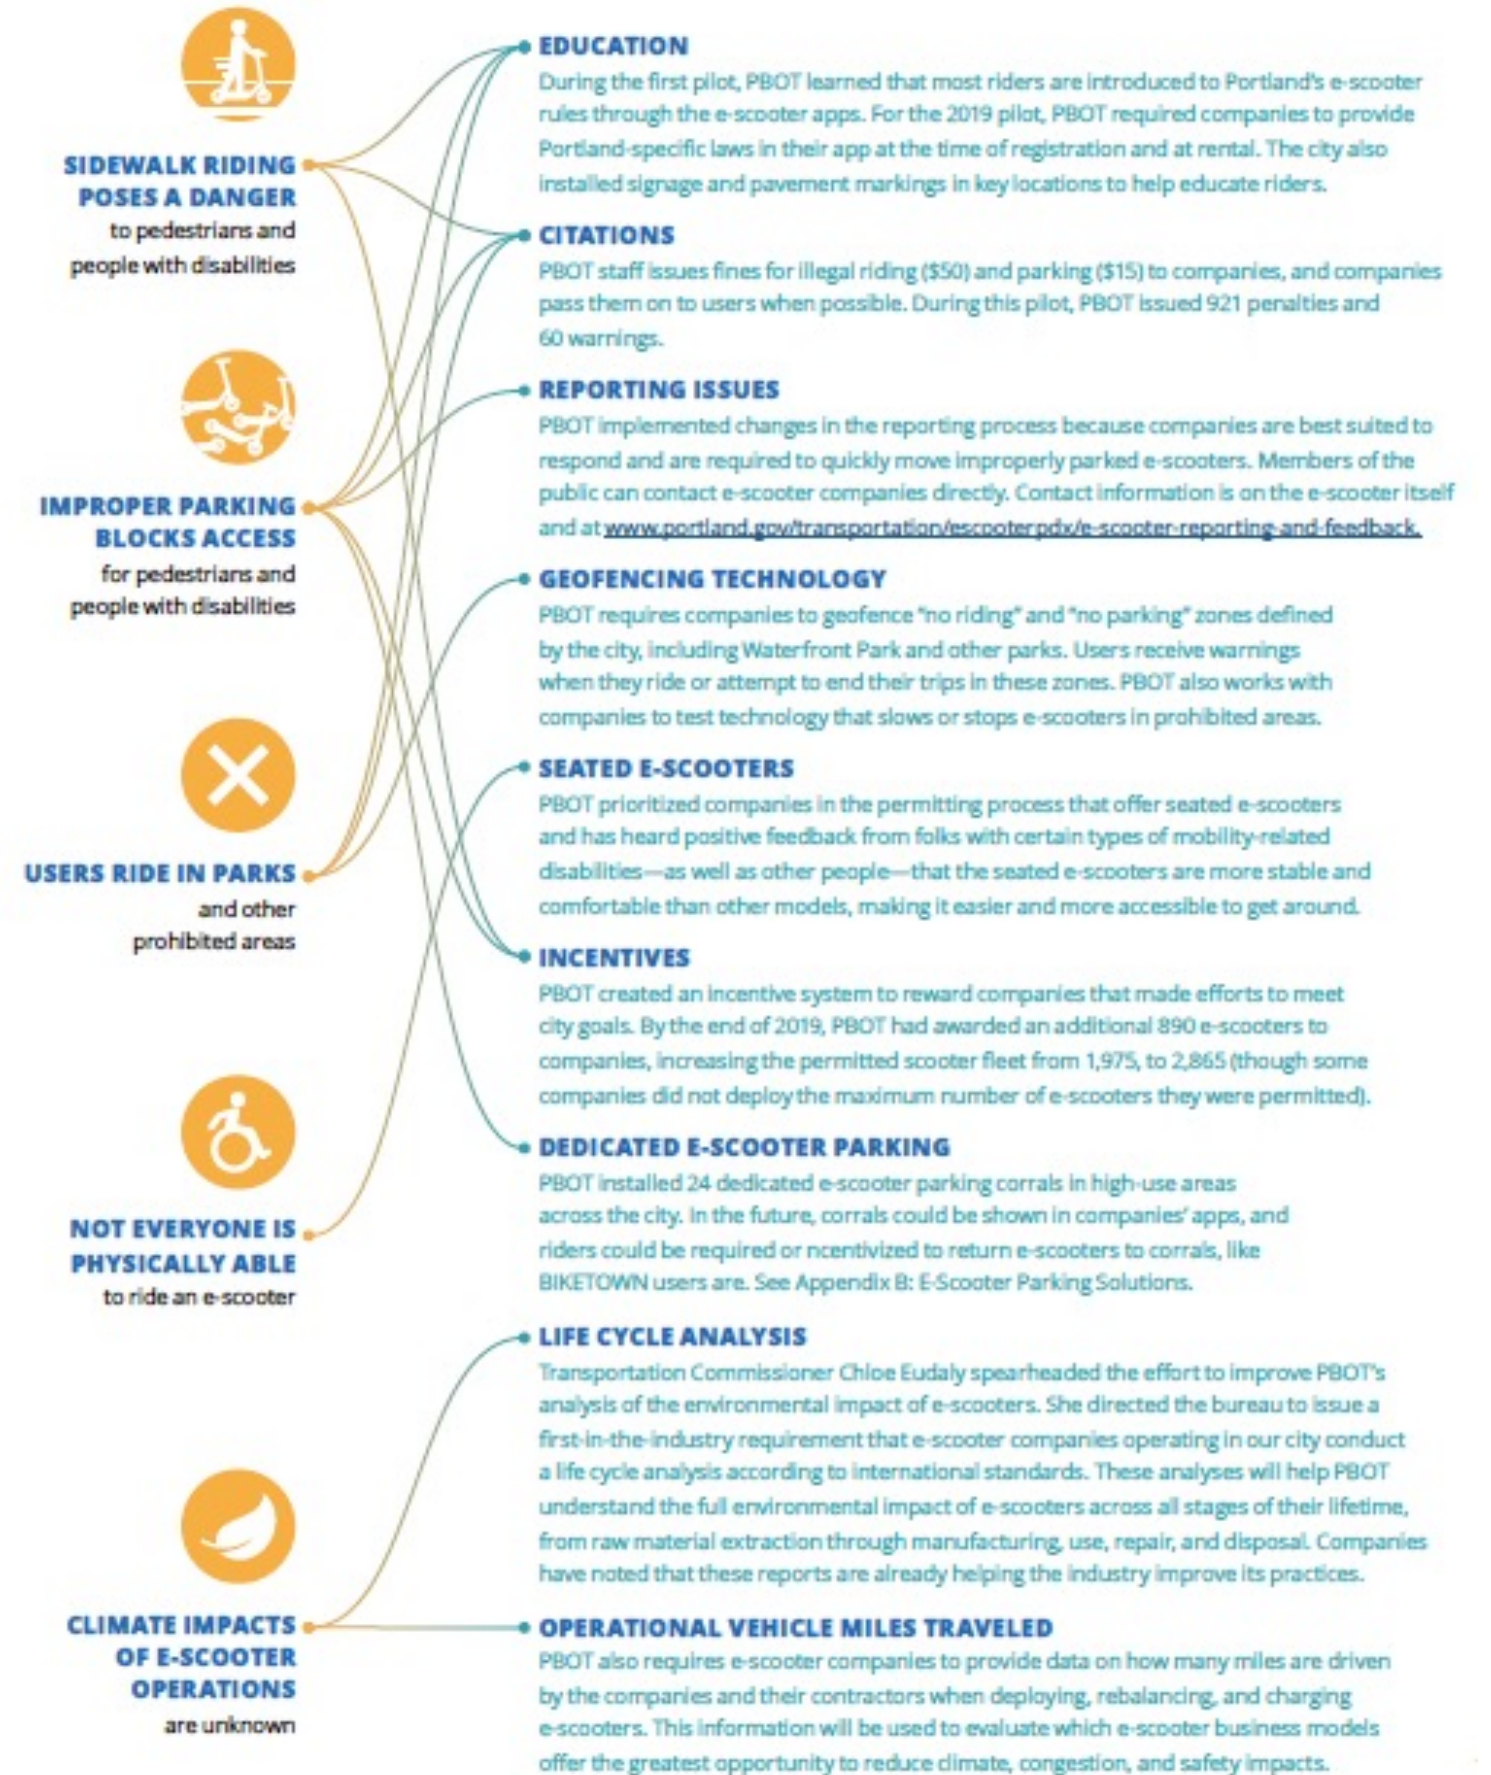 SIDEWALK RIDING
POSES A DANGER
to pedestrians and
people with disabilities
IMPROPER PARKING
BLOCKS ACCESS
for pedestrians and
people with disabilities
USERS RIDE IN PARKS
and other
prohibited areas
NOT EVERYONE IS
PHYSICALLY ABLE
to ride an e-scooter
CLIMATE IMPACTS
OF E-SCOOTER
OPERATIONS
are unknown
EDUCATION
During the first pilot, PBOT learned that most riders are introduced to Portland's e-scooter
rules through the e-scooter apps. For the 2019 pilot, PBOT required companies to provide
Portland-specific laws in their app at the time of registration and at rental. The city also
installed signage and pavement markings in key locations to help educate riders.
CITATIONS
PBOT staff issues fines for illegal riding ($50) and parking ($15) to companies, and companies
pass them on to users when possible. During this pilot, PBOT issued 921 penalties and
60 warnings.
REPORTING ISSUES
PBOT implemented changes in the reporting process because companies are best suited to
respond and are required to quickly move improperly parked e-scooters. Members of the
public can contact e-scooter companies directly. Contact information is on the e-scooter itself
and at www.portland.gov/transportation/escooterpdx/e-scooter-reporting-and-feedback.
GEOFENCING TECHNOLOGY
PBOT requires companies to geofence "no riding" and "no parking" zones defined
by the city, including Waterfront Park and other parks. Users receive warnings
when they ride or attempt to end their trips in these zones. PBOT also works with
companies to test technology that slows or stops e-scooters in prohibited areas.
SEATED E-SCOOTERS
PBOT prioritized companies in the permitting process that offer seated e-scooters
and has heard positive feedback from folks with certain types of mobility-related
disabilities—as well as other people—that the seated e-scooters are more stable and
comfortable than other models, making it easier and more accessible to get around.
INCENTIVES
PBOT created an incentive system to reward companies that made efforts to meet
city goals. By the end of 2019, PBOT had awarded an additional 890 e-scooters to
companies, increasing the permitted scooter fleet from 1,975, to 2,865 (though some
companies did not deploy the maximum number of e-scooters they were permitted).
DEDICATED E-SCOOTER PARKING
PBOT installed 24 dedicated e-scooter parking corrals in high-use areas
across the city. In the future, corrals could be shown in companies' apps, and
riders could be required or ncentivized to return e-scooters to corrals, like
BIKETOWN users are. See Appendix B: E-Scooter Parking Solutions.
LIFE CYCLE ANALYSIS
Transportation Commissioner Chloe Eudaly spearheaded the effort to improve PBOT's
analysis of the environmental impact of e-scooters. She directed the bureau to issue a
first-in-the-industry requirement that e-scooter companies operating in our city conduct
a life cycle analysis according to international standards. These analyses will help PBOT
understand the full environmental impact of e-scooters across all stages of their lifetime,
from raw material extraction through manufacturing, use, repair, and disposal. Companies
have noted that these reports are already helping the industry improve its practices.
OPERATIONAL VEHICLE MILES TRAVELED
PBOT also requires e-scooter companies to provide data on how many miles are driven
by the companies and their contractors when deploying, rebalancing, and charging
e-scooters. This information will be used to evaluate which e-scooter business models
offer the greatest opportunity to reduce climate, congestion, and safety impacts.